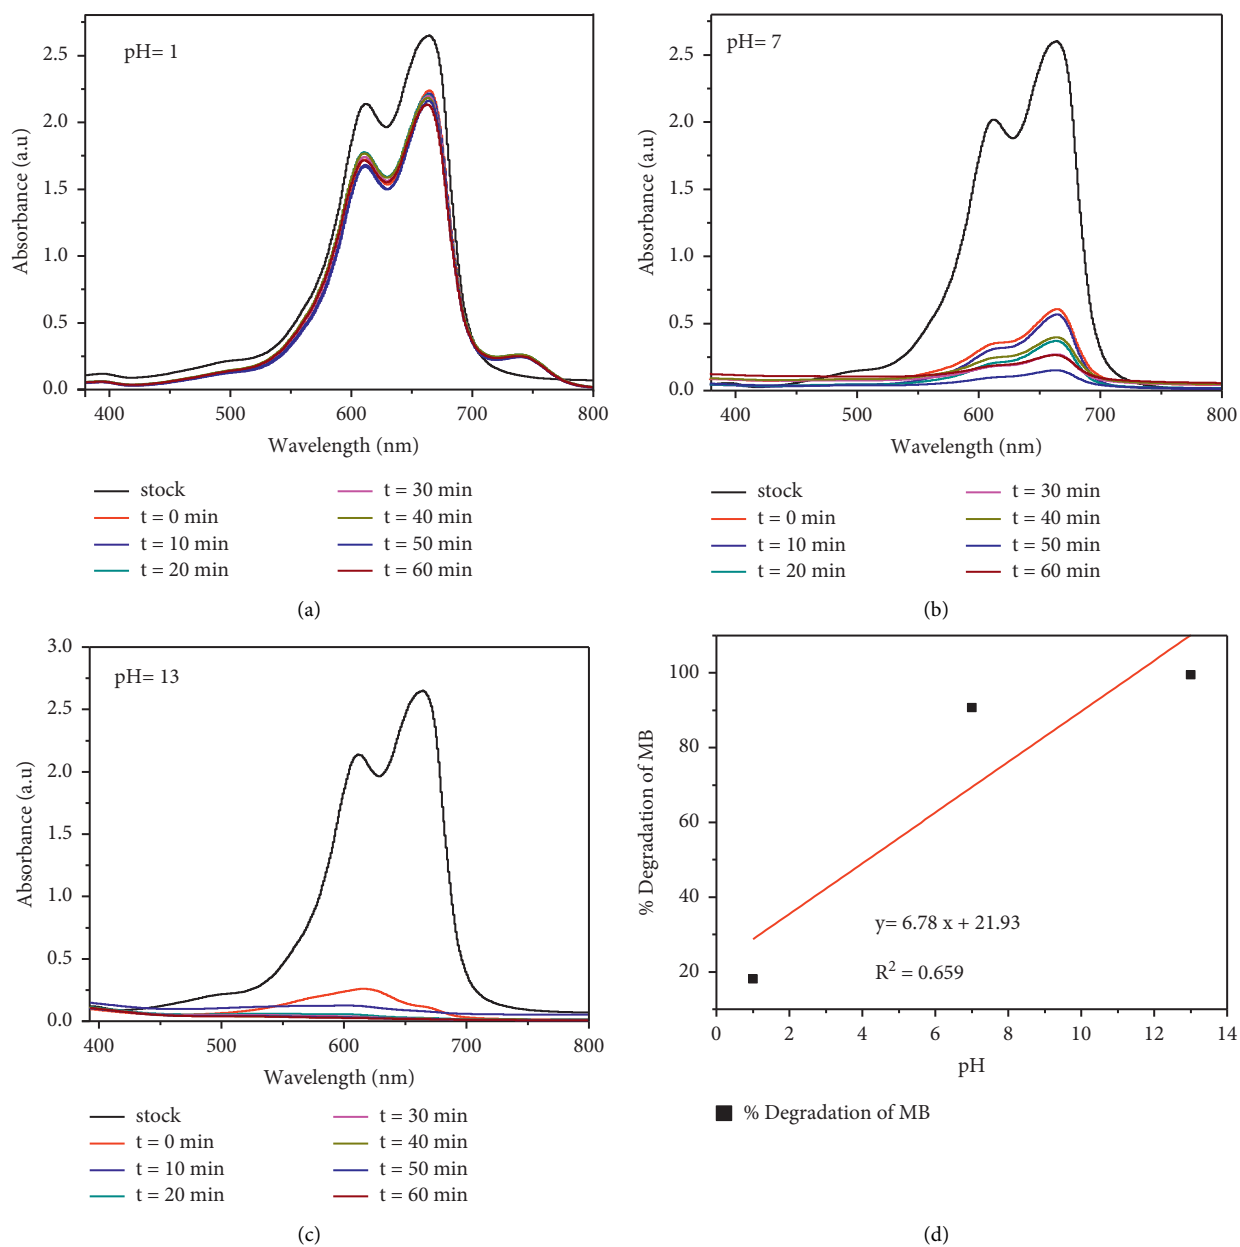 pH= 1
2.5
2.0
1.5
1.0
0.5
0.0
Absorbance (a.u)
400 500 600 700 800
Wavelength (nm)
stock
t = 0 min
t = 10 min
t = 20 min
t = 30 min
t = 40 min
t = 50 min
t = 60 min
(a)
pH= 7
2.5
2.0
1.5
1.0
0.5
0.0
Absorbance (a.u)
400 500 600 700 800
Wavelength (nm)
stock
t = 0 min
t = 10 min
t = 20 min
t = 30 min
t = 40 min
t = 50 min
t = 60 min
(b)
pH= 13
3.0
2.5
2.0
1.5
1.0
0.5
0.0
Absorbance (a.u)
400 500 600 700 800
Wavelength (nm)
stock
t = 0 min
t = 10 min
t = 20 min
t = 30 min
t = 40 min
t = 50 min
t = 60 min
(c)
100
80
60
40
20
% Degradation of MB
y= 6.78 x + 21.93
R² = 0.659
0 2 4 6 8 10 12 14
pH
% Degradation of MB
(d)